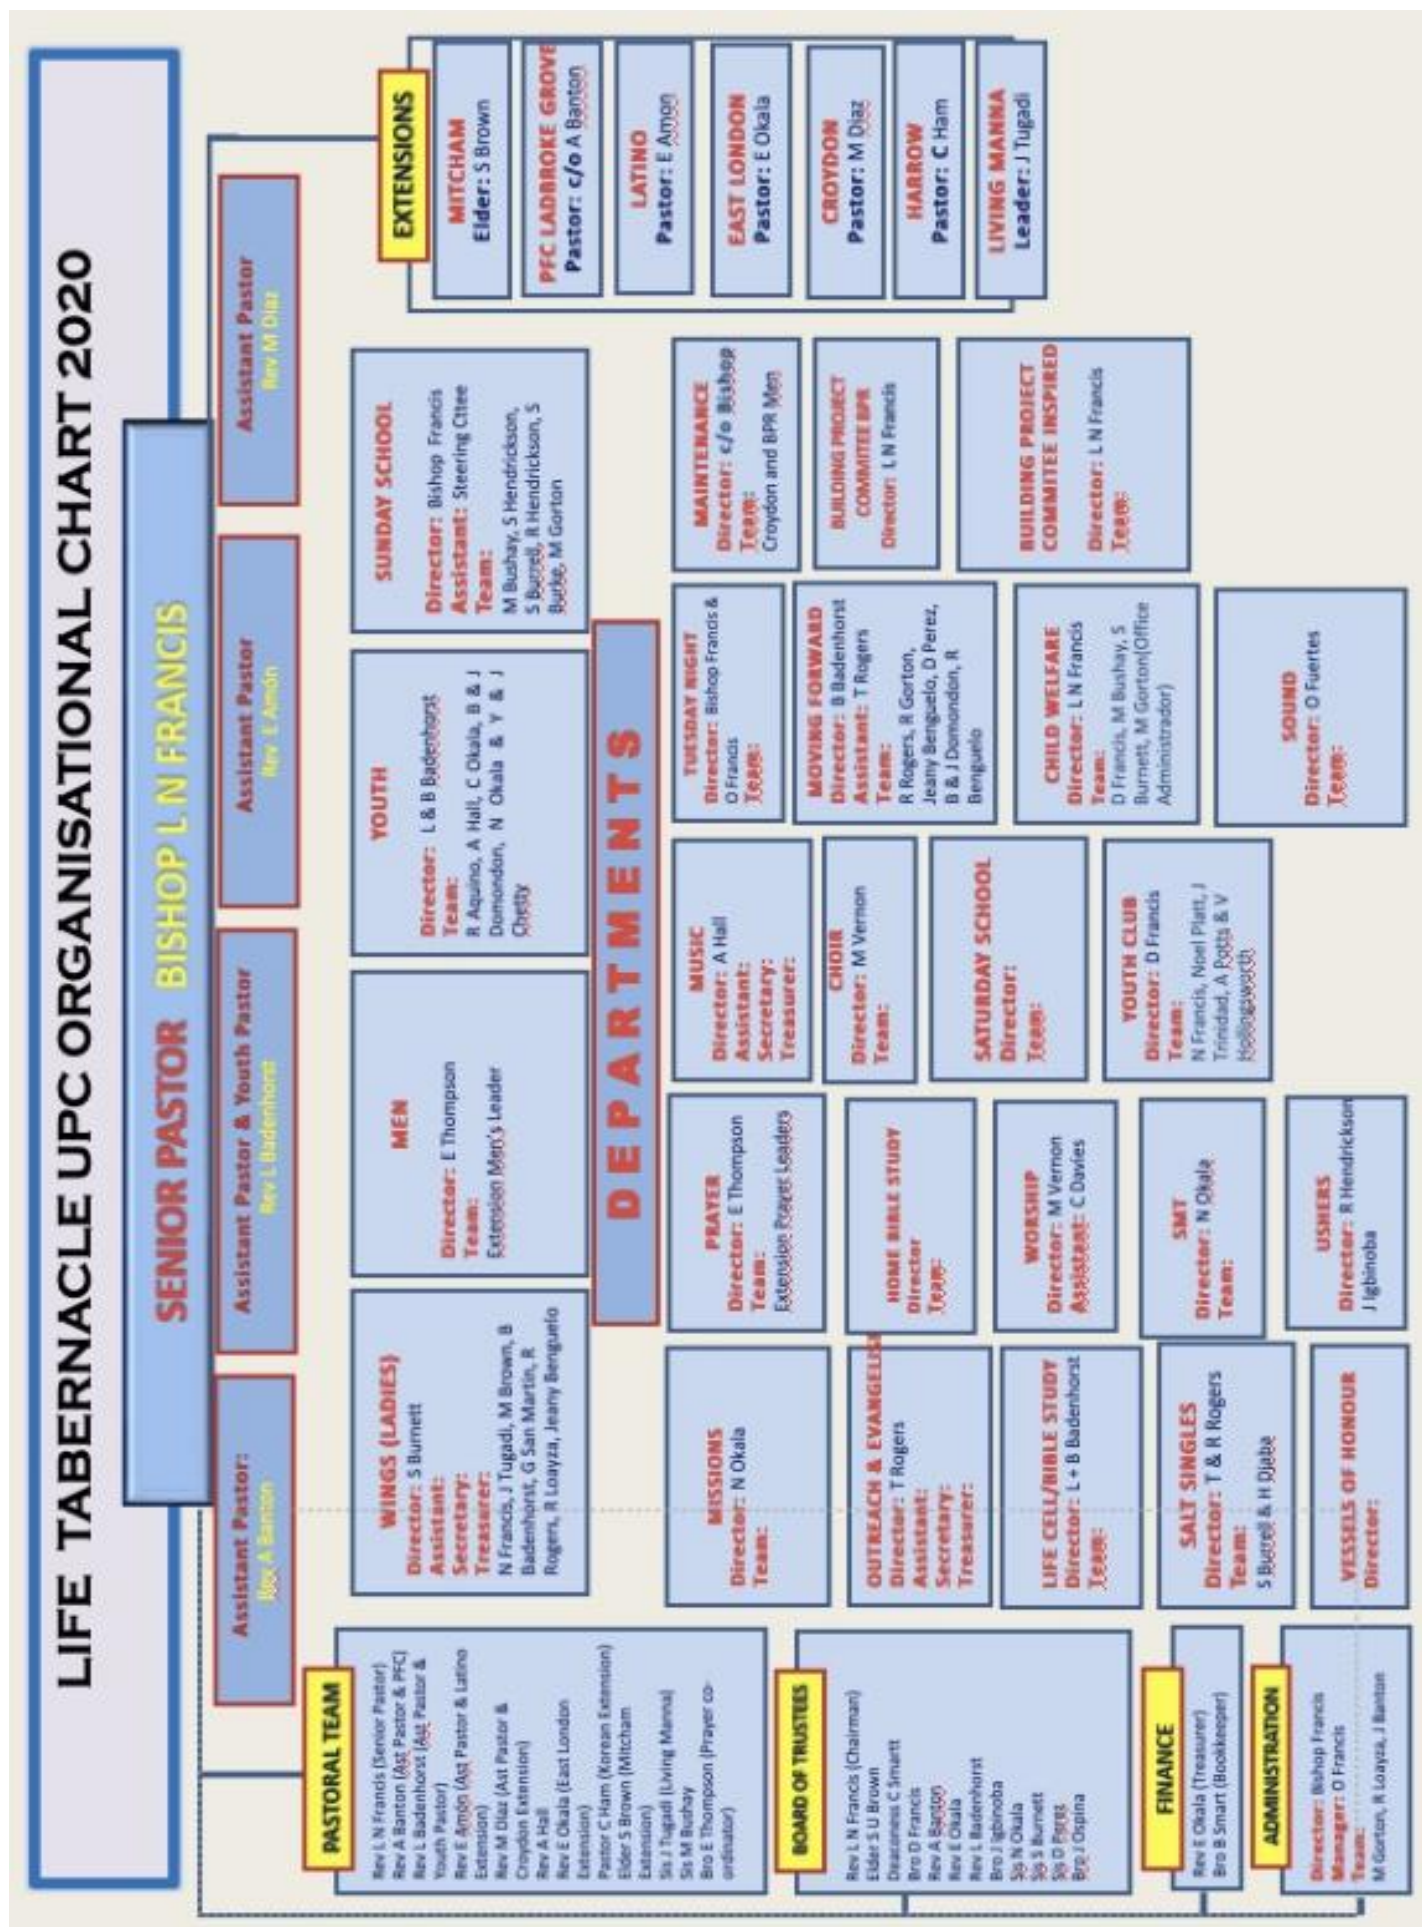 LIFE TABERNACLE UPC ORGANISATIONAL CHART 2020
SENIOR PASTOR BISHOP L N FRANCIS
Assistant Pastor:
Rev A Banton
Assistant Pastor & Youth Pastor
Rev L Badenhorst
Assistant Pastor
Rev. E Amón
Assistant Pastor
Rev M Diaz
PASTORAL TEAM
Rev L N Francis (Senior Pastor)
Rev A Banton (Ast Pastor & PFC)
Rev L Badenhorst (Ast Pastor &
Youth Pastor)
Rev E Amón (Ast Pastor & Latino
Extension)
Rev M Diaz (Ast Pastor &
Croydon Extension)
Rev A Hall
Rev E Okala (East London
Extension)
Pastor C Ham (Korean Extension)
Elder S Brown (Mitcham
Extension)
Sis J Tugadi (Living Manna)
Sis M Bushay
Bro E Thompson (Prayer co-
ordinator)
BOARD OF TRUSTEES
Rev L N Francis (Chairman)
Elder S U Brown
Deaconess C Smartt
Bro D Francis
Rev A Banton
Rev E Okala
Rev L Badenhorst
Bro J Igbinoba
Sis N Okala
Sis S Burnett
Sis D Perez
Bro J Ospina
FINANCE
Rev E Okala (Treasurer)
Bro B Smart (Bookkeeper)
ADMINISTRATION
Director: Bishop Francis
Manager: O Francis
Team:
M Gorton, R Loayza, J Banton
WINGS (LADIES)
Director: S Burnett
Assistant:
Secretary:
Treasurer:
N Francis, J Tugadi, M Brown, B
Badenhorst, G San Martin, R
Rogers, R Loayza, Jeany Benguelo
MEN
Director: E Thompson
Team:
Extension Men's Leader
YOUTH
Director: L & B Badenhorst
Team:
R Aquino, A Hall, C Okala, B & J
Domondon, N Okala & Y & J
Chetty
SUNDAY SCHOOL
Director: Bishop Francis
Assistant: Steering Cttee
Team:
M Bushay, S Hendrickson,
S Burrell, R Hendrickson, S
Burke, M Gorton
DEPARTMENTS
MISSIONS
Director: N Okala
Team:
OUTREACH & EVANGELISM
Director: T Rogers
Assistant:
Secretary:
Treasurer:
LIFE CELL/BIBLE STUDY
Director: L + B Badenhorst
Team:
SALT SINGLES
Director: T & R Rogers
Team:
S Burrell & H Djaba
VESSELS OF HONOUR
Director:
PRAYER
Director: E Thompson
Team:
Extension Prayer Leaders
HOME BIBLE STUDY
Director
Team:
WORSHIP
Director: M Vernon
Assistant: C Davies
SMT
Director: N Okala
Team:
USHERS
Director: R Hendrickson
J Igbinoba
MUSIC
Director: A Hall
Assistant:
Secretary:
Treasurer:
CHOIR
Director: M Vernon
Team:
SATURDAY SCHOOL
Director:
Team:
YOUTH CLUB
Director: D Francis
Team:
N Francis, Noel Platt, J
Trinidad, A Potts & V
Hollingsworth
TUESDAY NIGHT
Director: Bishop Francis &
O Francis
Team:
MOVING FORWARD
Director: B Badenhorst
Assistant: T Rogers
Team:
R Rogers, R Gorton,
Jeany Benguelo, D Perez,
B & J Domondon, R
Benguelo
CHILD WELFARE
Director: L N Francis
Team:
D Francis, M Bushay, S
Burnett, M Gorton(Office
Administrador)
SOUND
Director: O Fuertes
Team:
MAINTENANCE
Director: c/o Bishop
Team:
Croydon and BPR Men
BUILDING PROJECT
COMMITEE BPR
Director: L N Francis
BUILDING PROJECT
COMMITEE INSPIRED
Director: L N Francis
Team:
EXTENSIONS
MITCHAM
Elder: S Brown
PFC LADBROKE GROVE
Pastor: c/o A Banton
LATINO
Pastor: E Amon
EAST LONDON
Pastor: E Okala
CROYDON
Pastor: M Diaz
HARROW
Pastor: C Ham
LIVING MANNA
Leader: J Tugadi